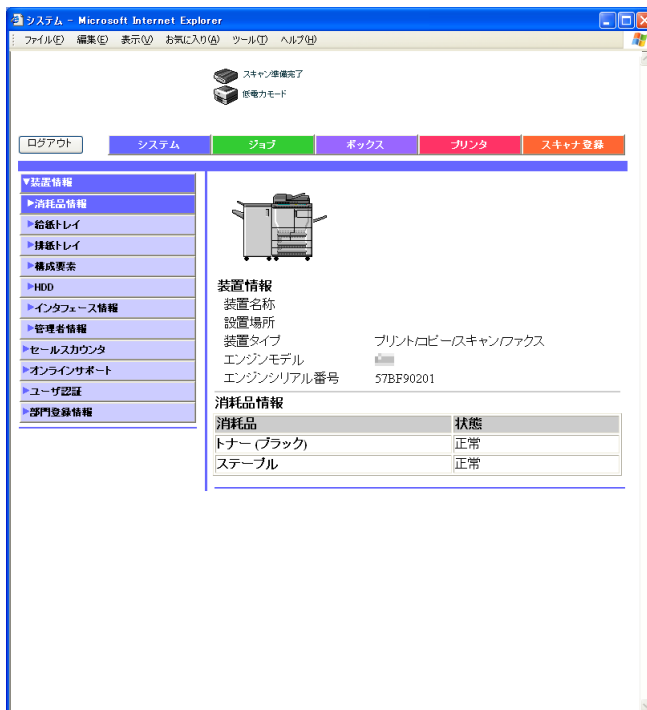 システム - Microsoft Internet Explorer
ファイル(F) 編集(E) 表示(V) お気に入り(A) ツール(T) ヘルプ(H)
スキャン準備完了
低電力モード
ログアウト システム ジョブ ボックス プリンタ スキャナ登録
▼装置情報
▶消耗品情報
▶給紙トレイ
▶排紙トレイ
▶構成要素
▶HDD
▶インタフェース情報
▶管理者情報
▶セールスカウンタ
▶オンラインサポート
▶ユーザ認証
▶部門登録情報
装置情報
装置名称
設置場所
装置タイプ プリント/コピー/スキャン/ファクス
エンジンモデル
エンジンシリアル番号 57BF90201
消耗品情報
消耗品 状態
トナー (ブラック) 正常
ステープル 正常